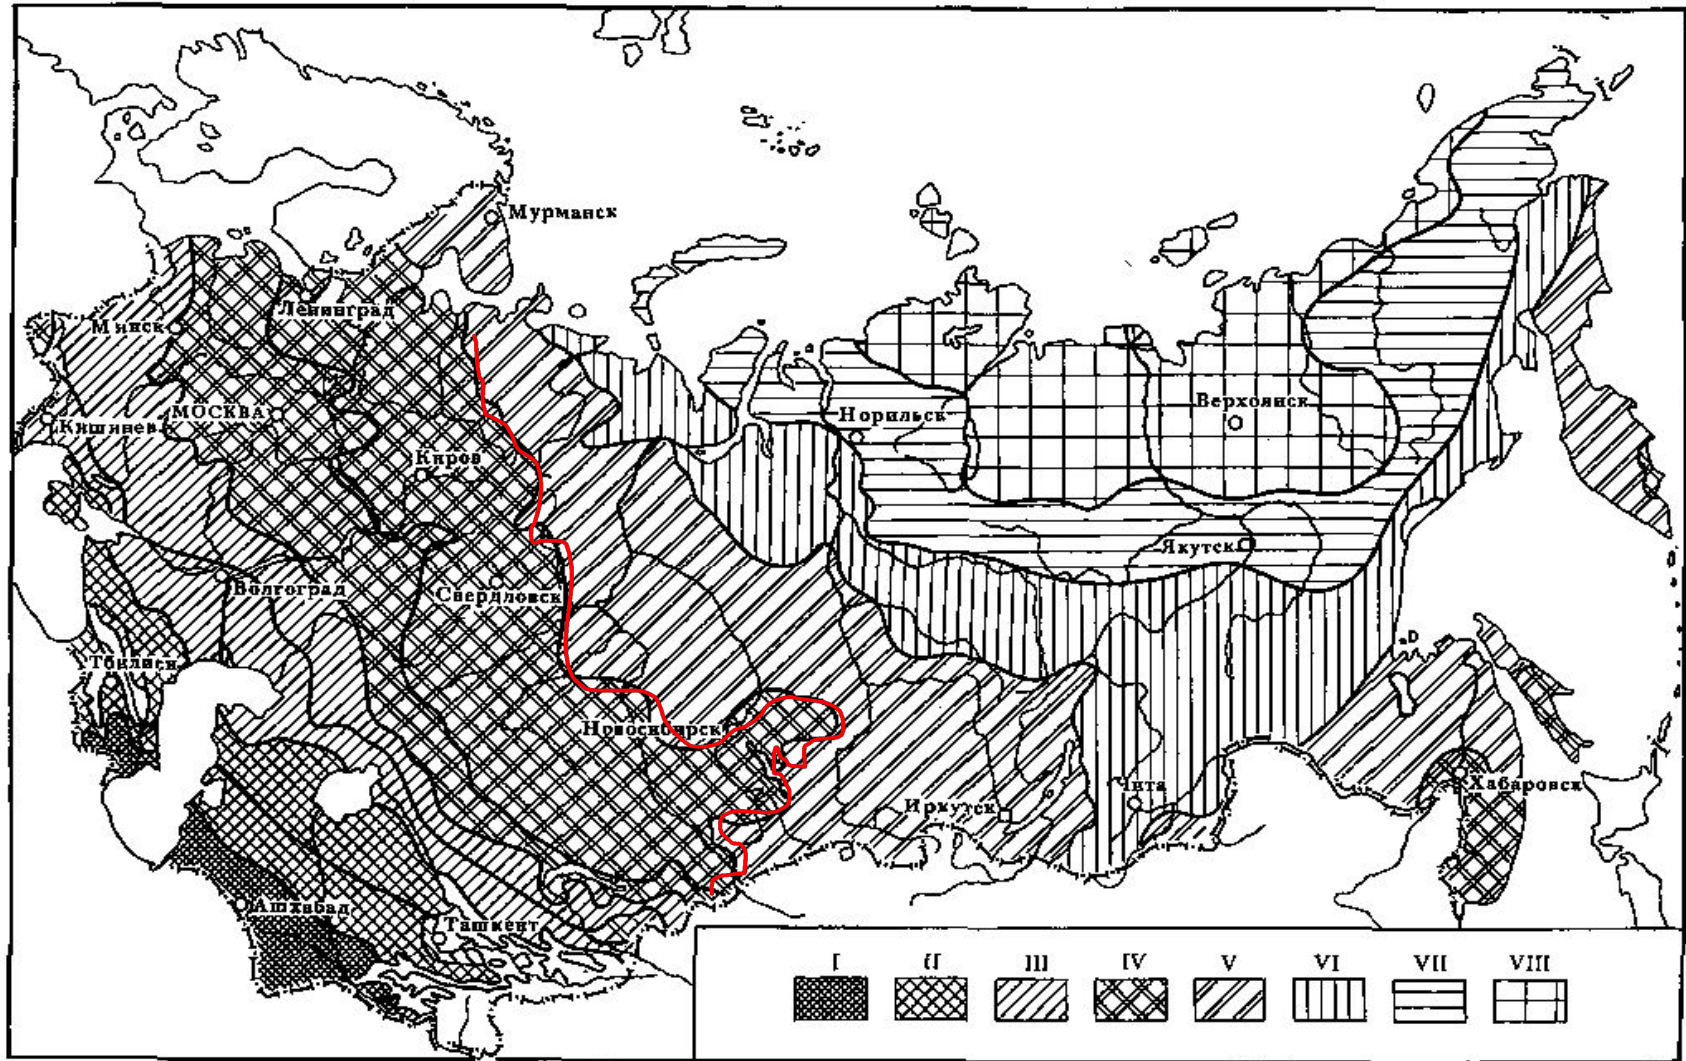 Мурманск
Ленинград
Минск
МОСКВА
Кишинев
Киров
Норильск
Верхоянск
Якутск
Волгоград
Свердловск
Тбилиси
Новосибирск
Чита
Иркутск
Хабаровск
Ашхабад
Ташкент
I II III IV V VI VII VIII